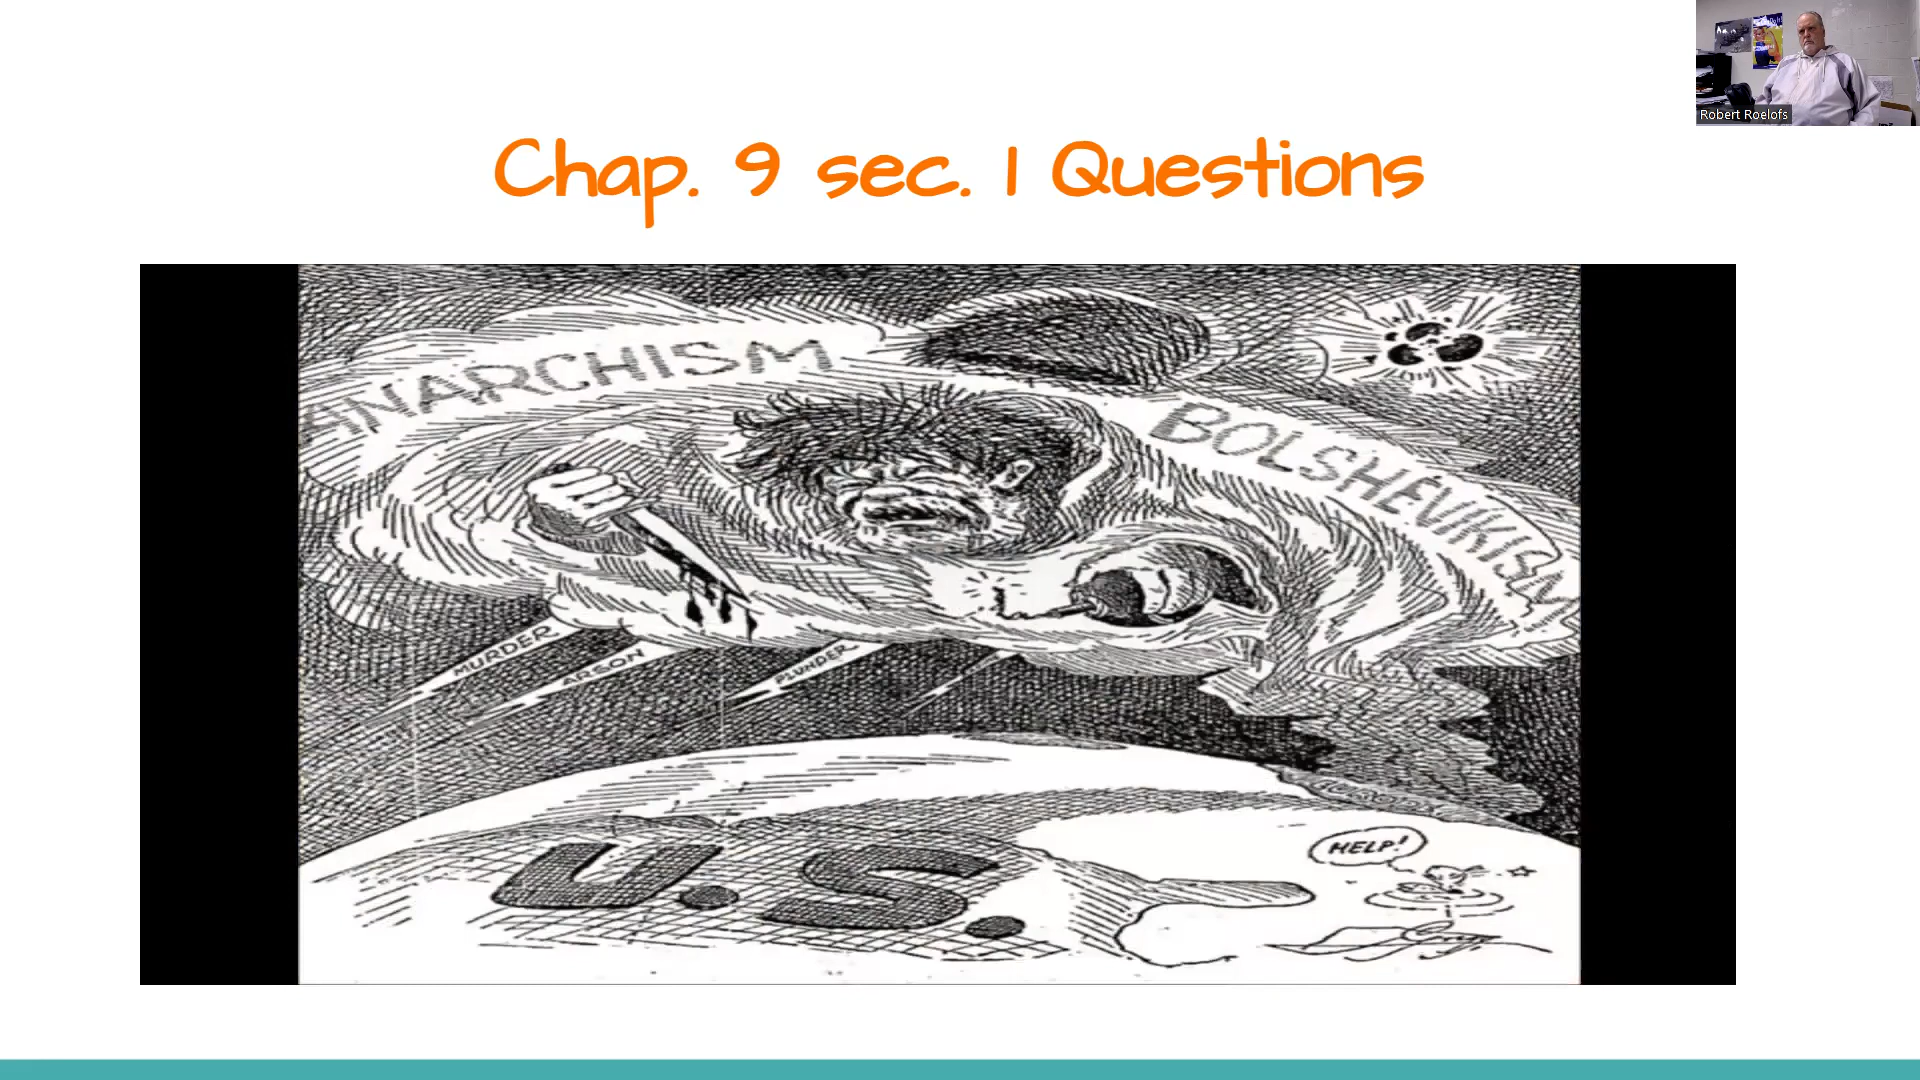 Robert Roelofs
Chap. 9 sec. 1 Questions
ANARCHISM
BOLSHEVIKISM
MURDER
ARSON
PLUNDER
U.S.
HELP!